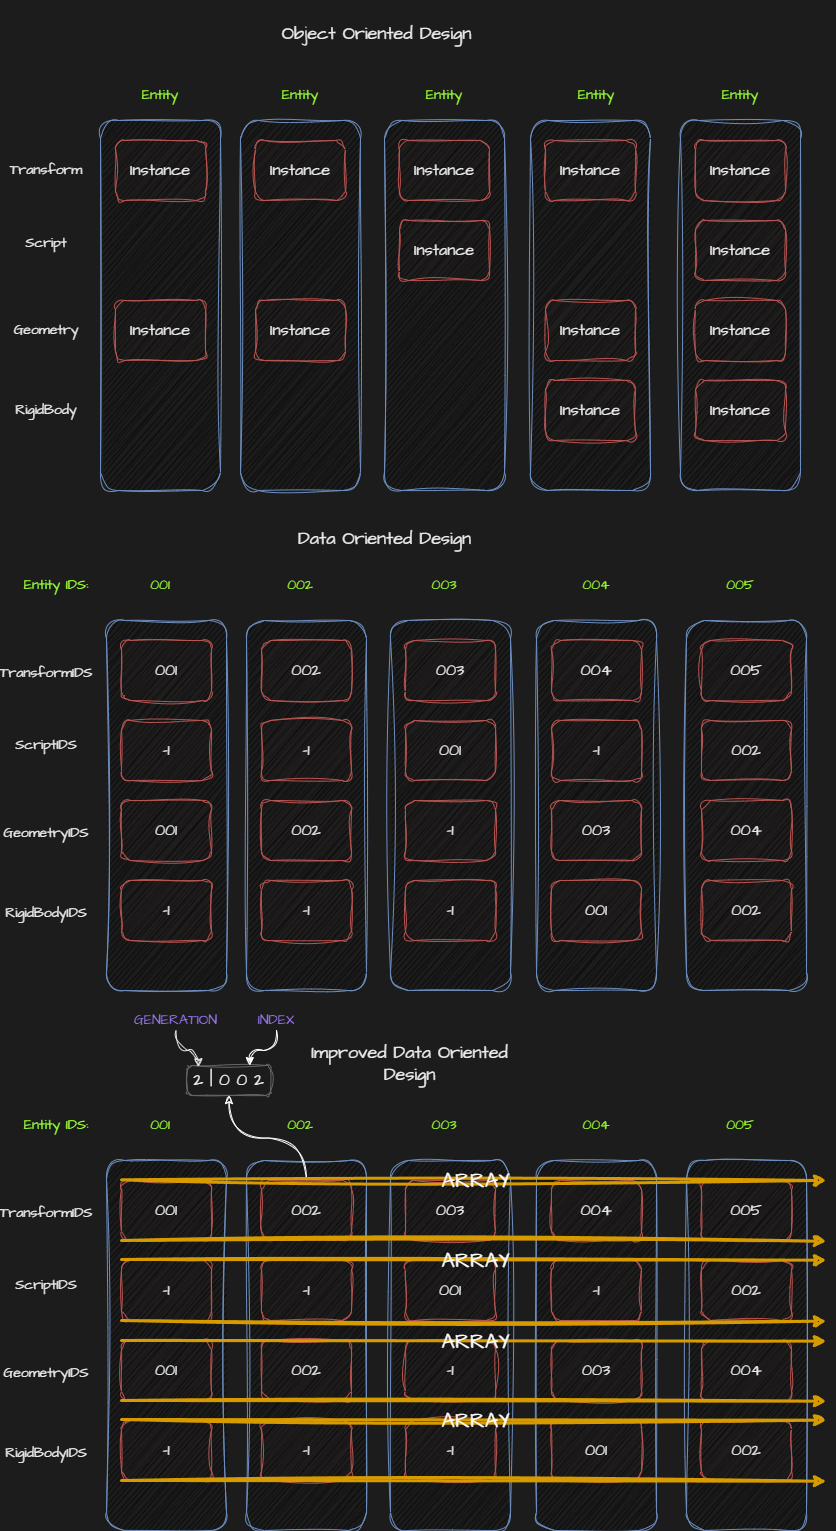 Object Oriented Design
Entity Entity Entity Entity Entity
Transform Instance Instance Instance Instance Instance
Script Instance Instance
Geometry Instance Instance Instance Instance
RigidBody Instance Instance
Data Oriented Design
Entity IDS: 001 002 003 004 005
TransformIDS 001 002 003 004 005
ScriptIDS -1 -1 001 -1 002
GeometryIDS 001 002 -1 003 004
RigidBodyIDS -1 -1 -1 001 002
GENERATION INDEX
2|002
Improved Data Oriented
Design
Entity IDS: 001 002 003 004 005
ARRAY
TransformIDS 001 002 003 004 005
ARRAY
ScriptIDS -1 -1 001 -1 002
ARRAY
GeometryIDS 001 002 -1 003 004
ARRAY
RigidBodyIDS -1 -1 -1 001 002